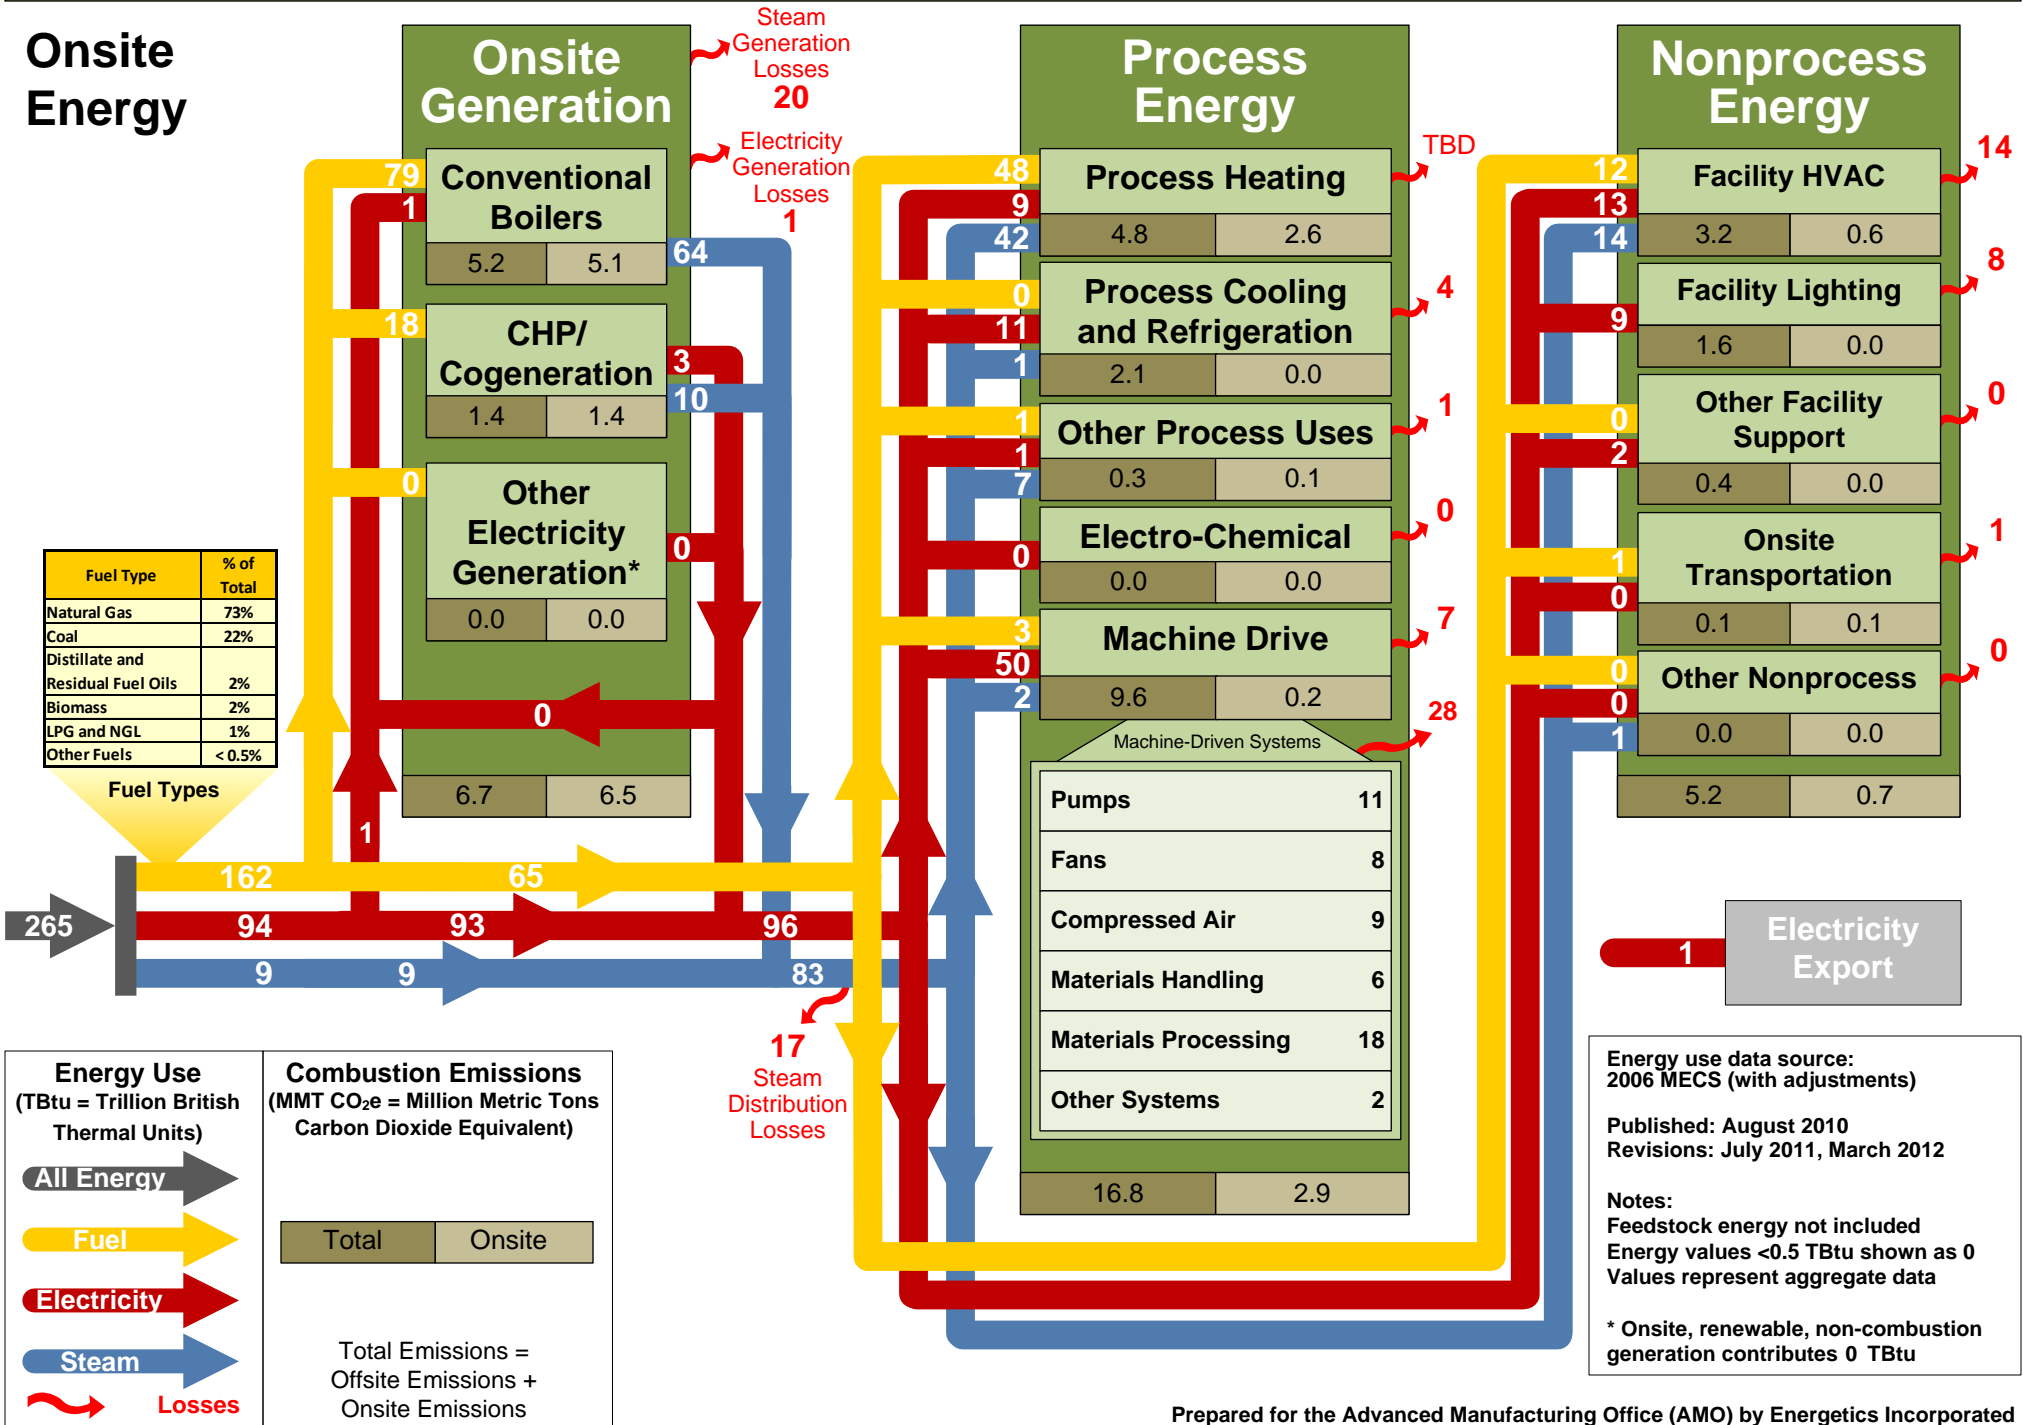 Onsite
Energy
Onsite
Generation
Steam
Generation
Losses
20
Electricity
Generation
Losses
1
79
1
Conventional
Boilers
5.2 5.1
64
18
CHP/
Cogeneration
1.4 1.4
3
10
0
Other
Electricity
Generation*
0.0 0.0
0
0
6.7 6.5
1
Fuel Type % of
Total
Natural Gas 73%
Coal 22%
Distillate and
Residual Fuel Oils 2%
Biomass 2%
LPG and NGL 1%
Other Fuels < 0.5%
Fuel Types
265
162 65
94 93 96
9 9 83
17
Steam
Distribution
Losses
Process
Energy
TBD
48
9
42
Process Heating
4.8 2.6
0
11
1
Process Cooling
and Refrigeration
2.1 0.0
4
1
1
7
Other Process Uses
0.3 0.1
1
0
Electro-Chemical
0.0 0.0
0
3
50
2
Machine Drive
9.6 0.2
7
Machine-Driven Systems
28
Pumps 11
Fans 8
Compressed Air 9
Materials Handling 6
Materials Processing 18
Other Systems 2
16.8 2.9
Nonprocess
Energy
12
13
14
Facility HVAC
3.2 0.6
14
9
Facility Lighting
1.6 0.0
8
0
2
Other Facility
Support
0.4 0.0
0
1
0
Onsite
Transportation
0.1 0.1
1
0
0
1
Other Nonprocess
0.0 0.0
0
5.2 0.7
1
Electricity
Export
Energy Use
(TBtu = Trillion British
Thermal Units)
All Energy
Fuel
Electricity
Steam
Losses
Combustion Emissions
(MMT CO₂e = Million Metric Tons
Carbon Dioxide Equivalent)
Total Onsite
Total Emissions =
Offsite Emissions +
Onsite Emissions
Energy use data source:
2006 MECS (with adjustments)
Published: August 2010
Revisions: July 2011, March 2012
Notes:
Feedstock energy not included
Energy values <0.5 TBtu shown as 0
Values represent aggregate data
* Onsite, renewable, non-combustion
generation contributes 0 TBtu
Prepared for the Advanced Manufacturing Office (AMO) by Energetics Incorporated